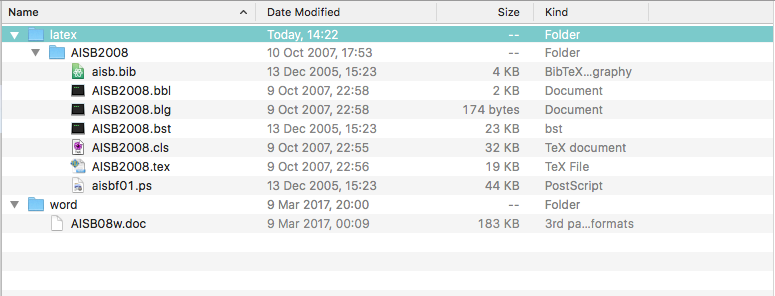 Name Date Modified Size Kind
latex Today, 14:22 -- Folder
AISB2008 10 Oct 2007, 17:53 -- Folder
aisb.bib 13 Dec 2005, 15:23 4 KB BibTeX...graphy
AISB2008.bbl 9 Oct 2007, 22:58 2 KB Document
AISB2008.blg 9 Oct 2007, 22:58 174 bytes Document
AISB2008.bst 13 Dec 2005, 15:23 23 KB bst
AISB2008.cls 9 Oct 2007, 22:55 32 KB TeX document
AISB2008.tex 9 Oct 2007, 22:56 19 KB TeX File
aisbf01.ps 13 Dec 2005, 15:23 44 KB PostScript
word 9 Mar 2017, 20:00 -- Folder
AISB08w.doc 9 Mar 2017, 00:09 183 KB 3rd pa...formats